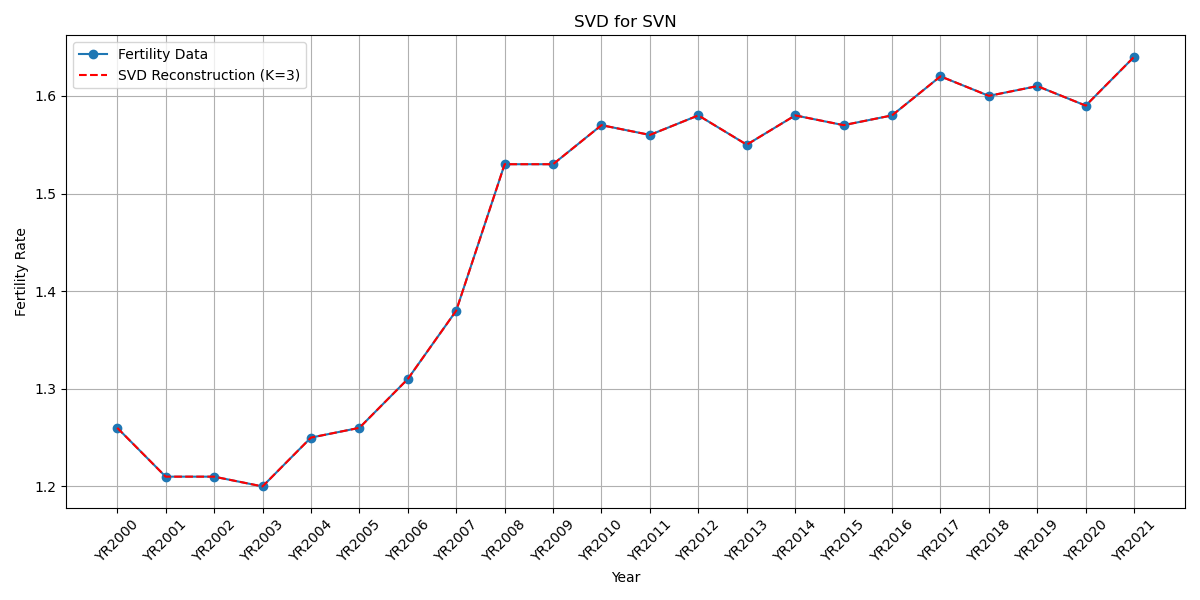 SVD for SVN
Fertility Data
SVD Reconstruction (K=3)
Fertility Rate
1.6
1.5
1.4
1.3
1.2
YR2000
YR2001
YR2002
YR2003
YR2004
YR2005
YR2006
YR2007
YR2008
YR2009
YR2010
YR2011
YR2012
YR2013
YR2014
YR2015
YR2016
YR2017
YR2018
YR2019
YR2020
YR2021
Year